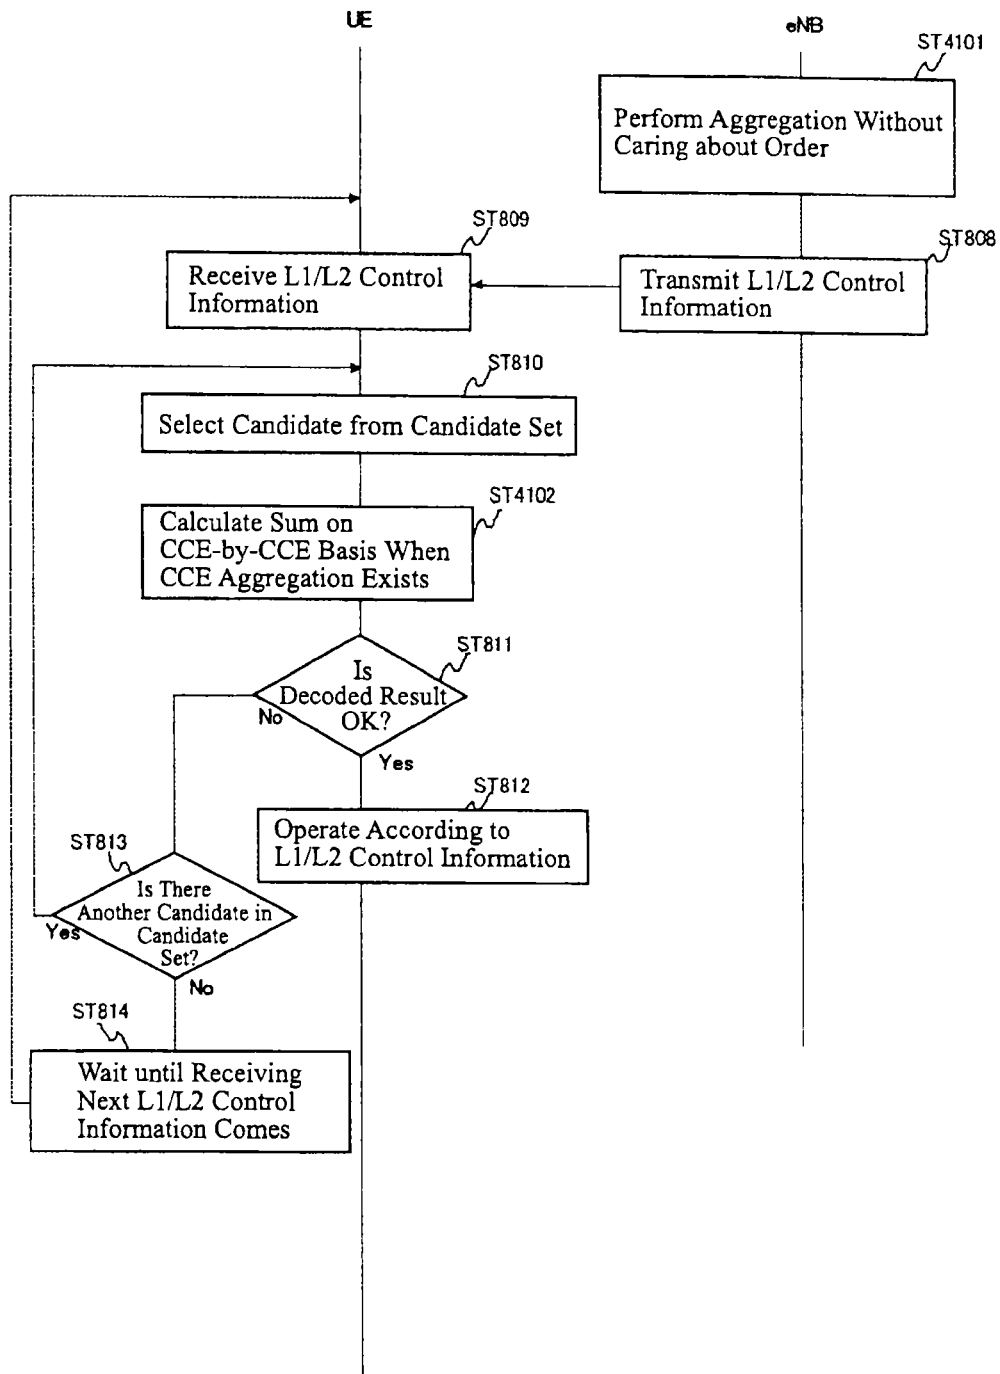 UE
eNB
ST4101
Perform Aggregation Without
Caring about Order
ST809
ST808
Receive L1/L2 Control
Information
Transmit L1/L2 Control
Information
ST810
Select Candidate from Candidate Set
ST4102
Calculate Sum on
CCE-by-CCE Basis When
CCE Aggregation Exists
ST811
Is
Decoded Result
OK?
No
Yes
ST812
Operate According to
L1/L2 Control Information
ST813
Is There
Another Candidate in
Candidate
Set?
Yes
No
ST814
Wait until Receiving
Next L1/L2 Control
Information Comes